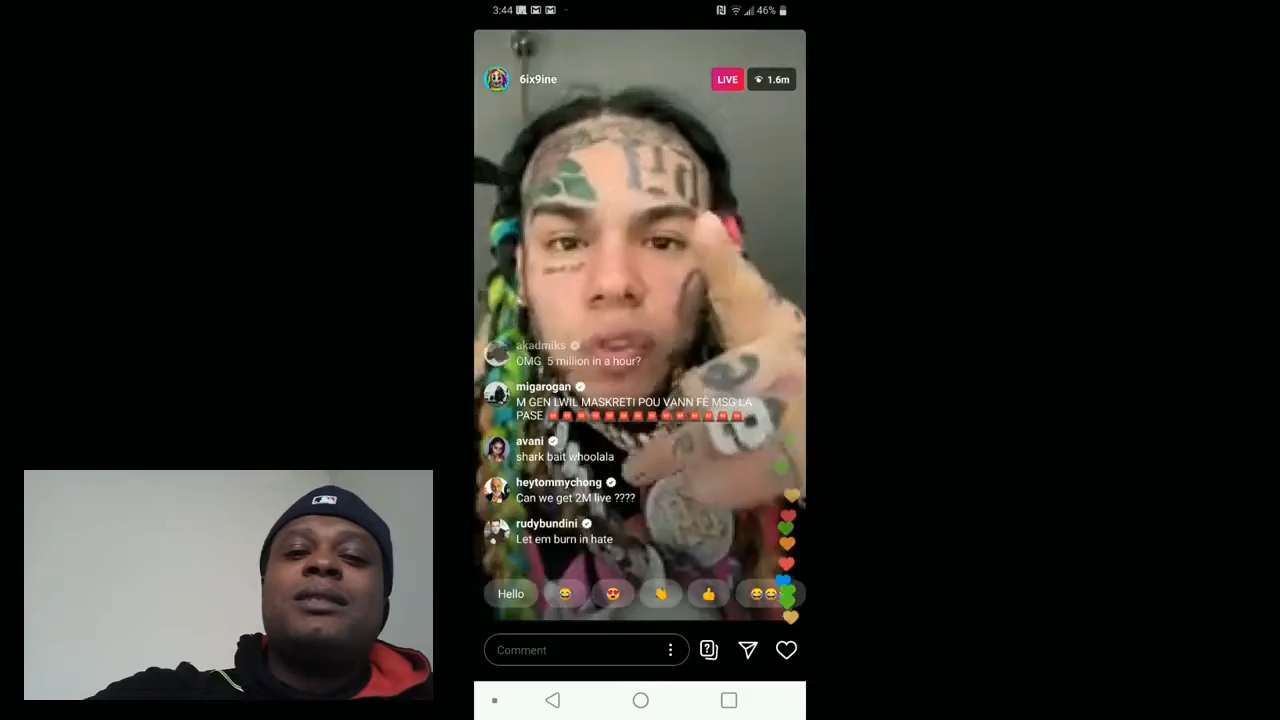 3:44
46%
6ix9ine
LIVE
1.6m
akadmiks
OMG 5 million in a hour?
migarogan
M GEN LWIL MASKRETI POU VANN FÈ MSG LA
PASE 🚨🚨🚨🚨🚨🚨🚨🚨🚨🚨🚨🚨🚨🚨
avani
shark bait whoolala
heytommychong
Can we get 2M live ????
rudybundini
Let em burn in hate
Hello
Comment